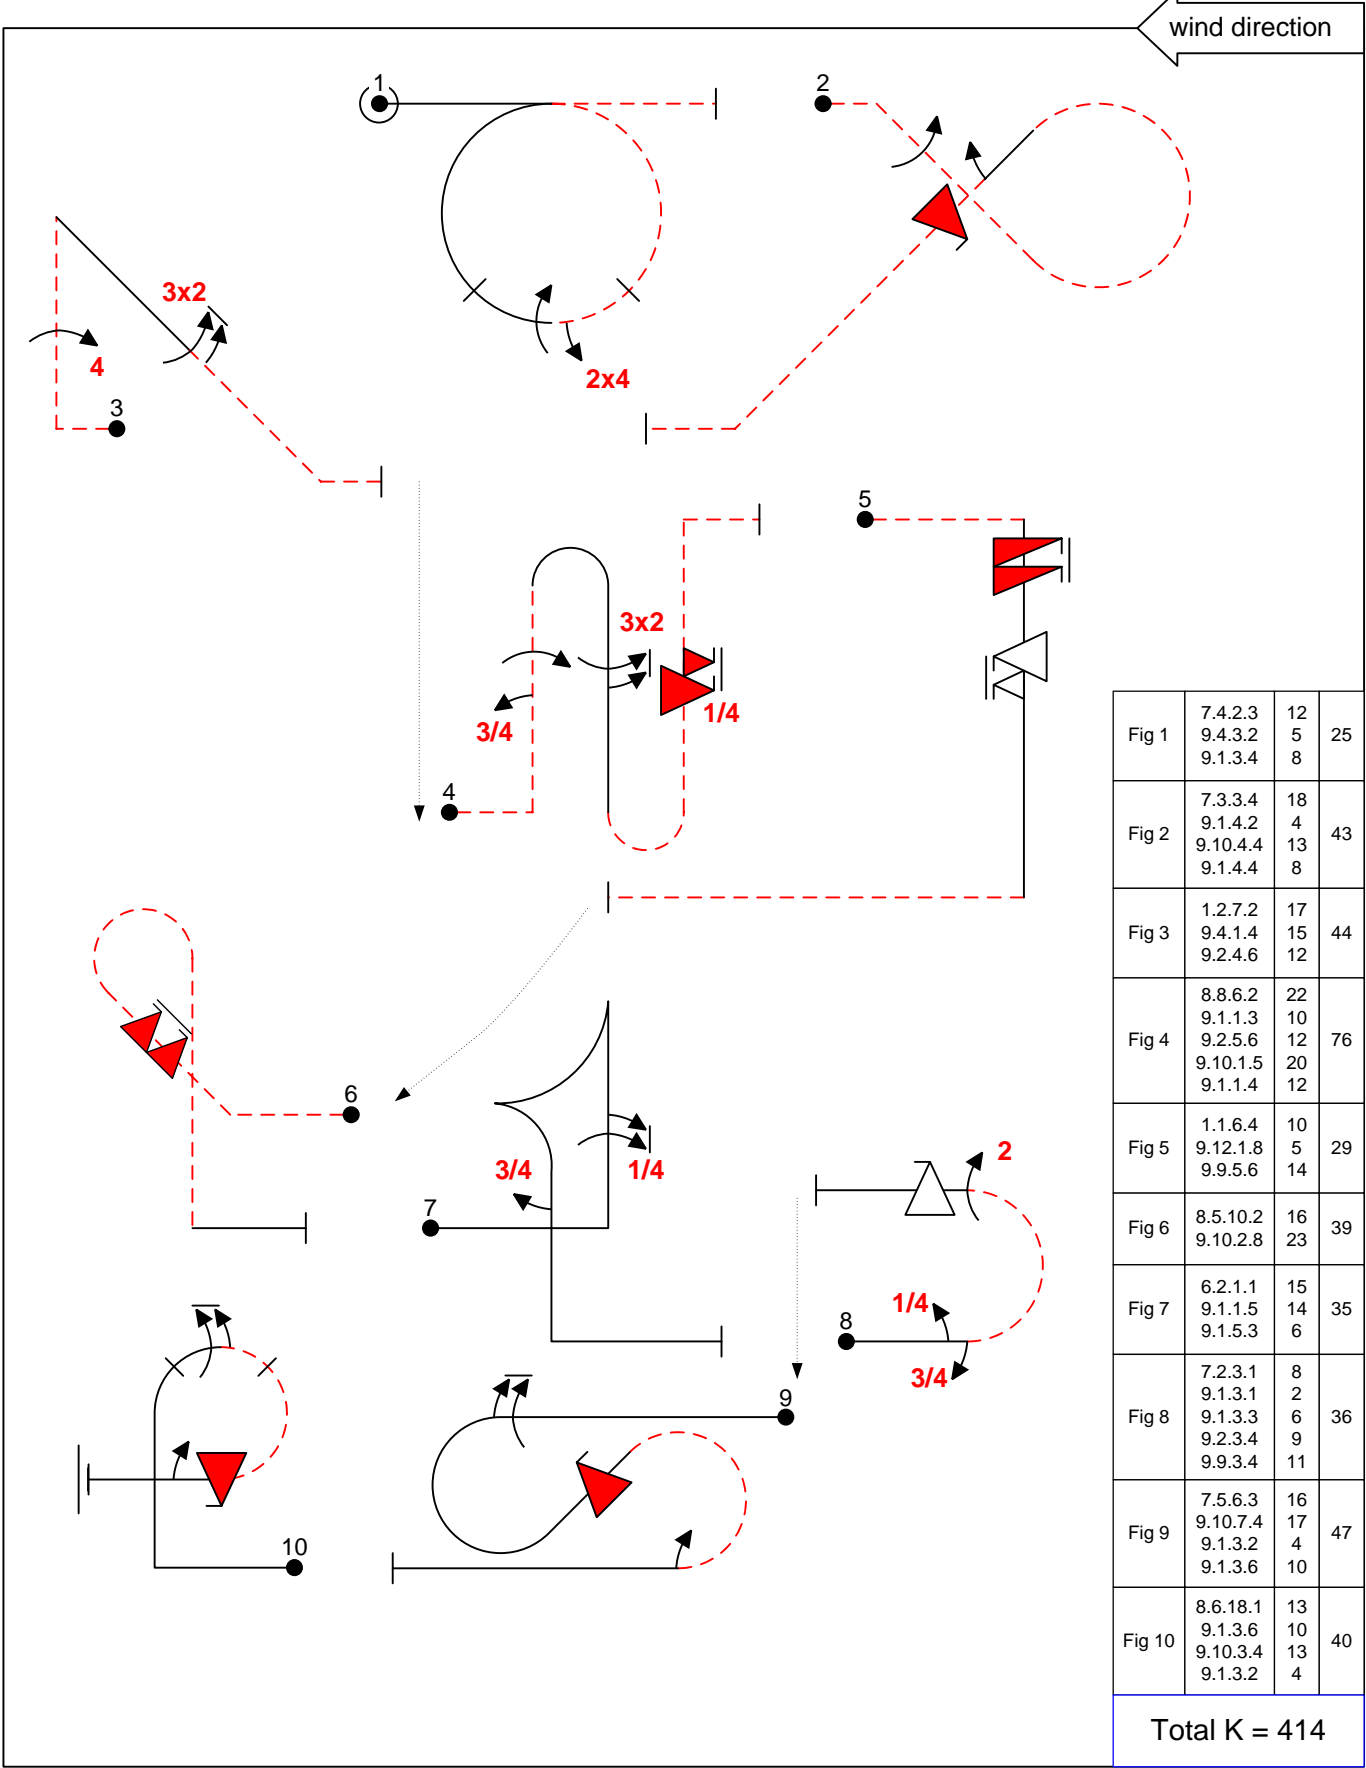 wind direction
1
2
3x2
4
3
2x4
5
3x2
3/4
1/4
4
6
7
3/4
1/4
2
8
1/4
3/4
9
10
Fig 1 7.4.2.3 12 25
9.4.3.2 5
9.1.3.4 8
Fig 2 7.3.3.4 18 43
9.1.4.2 4
9.10.4.4 13
9.1.4.4 8
Fig 3 1.2.7.2 17 44
9.4.1.4 15
9.2.4.6 12
Fig 4 8.8.6.2 22 76
9.1.1.3 10
9.2.5.6 12
9.10.1.5 20
9.1.1.4 12
Fig 5 1.1.6.4 10 29
9.12.1.8 5
9.9.5.6 14
Fig 6 8.5.10.2 16 39
9.10.2.8 23
Fig 7 6.2.1.1 15 35
9.1.1.5 14
9.1.5.3 6
Fig 8 7.2.3.1 8 36
9.1.3.1 2
9.1.3.3 6
9.2.3.4 9
9.9.3.4 11
Fig 9 7.5.6.3 16 47
9.10.7.4 17
9.1.3.2 4
9.1.3.6 10
Fig 10 8.6.18.1 13 40
9.1.3.6 10
9.10.3.4 13
9.1.3.2 4
Total K = 414